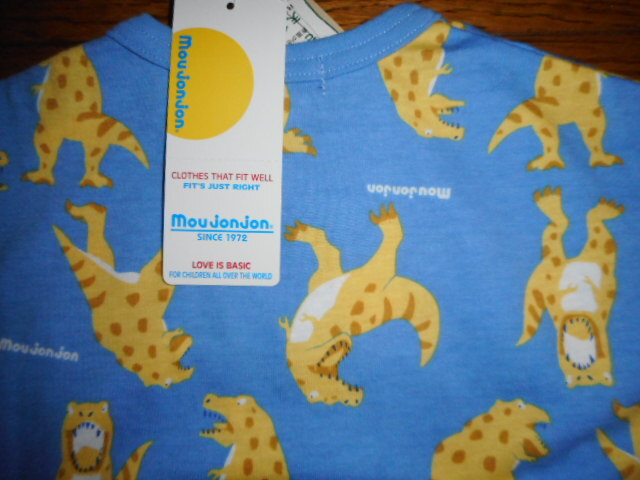 moujonjon
CLOTHES THAT FIT WELL
FIT'S JUST RIGHT
moujonjon®
SINCE 1972
LOVE IS BASIC
FOR CHILDREN ALL OVER THE WORLD
moujonjon
moujonjon